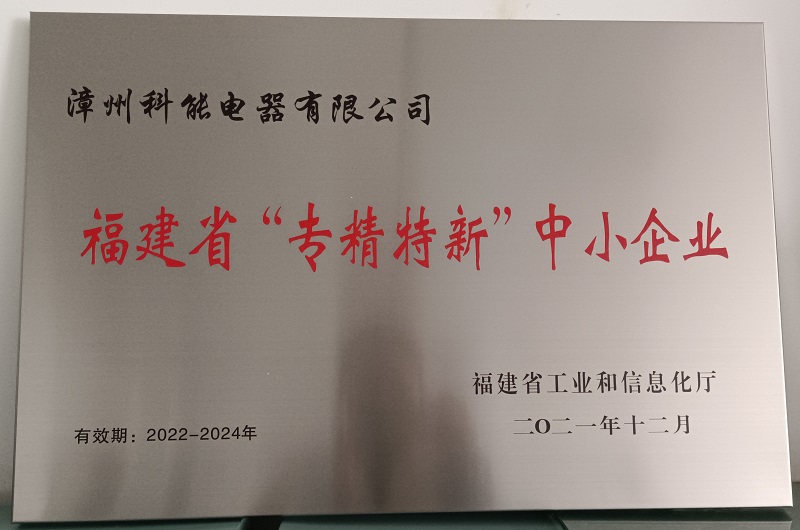 漳州科能电器有限公司
福建省“专精特新”中小企业
福建省工业和信息化厅
有效期：2022-2024年
二O二一年十二月